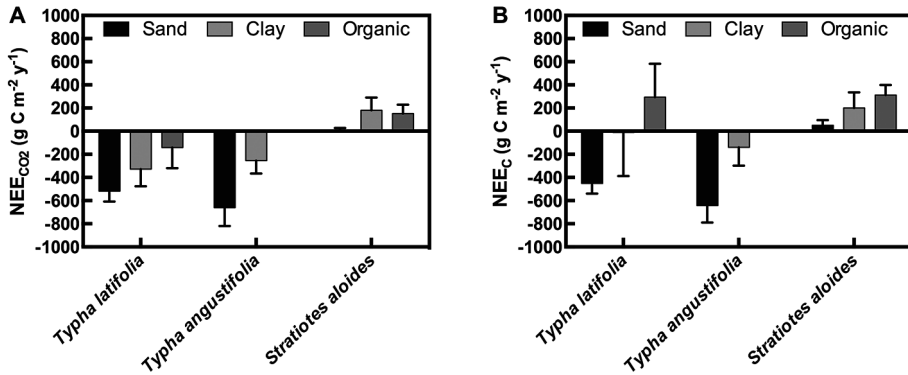 A
NEE_CO2 (g C m⁻² y⁻¹)
1000
800
600
400
200
0
-200
-400
-600
-800
-1000
Sand Clay Organic
Typha latifolia
Typha angustifolia
Stratiotes aloides
B
NEE_C (g C m⁻² y⁻¹)
1000
800
600
400
200
0
-200
-400
-600
-800
-1000
Sand Clay Organic
Typha latifolia
Typha angustifolia
Stratiotes aloides